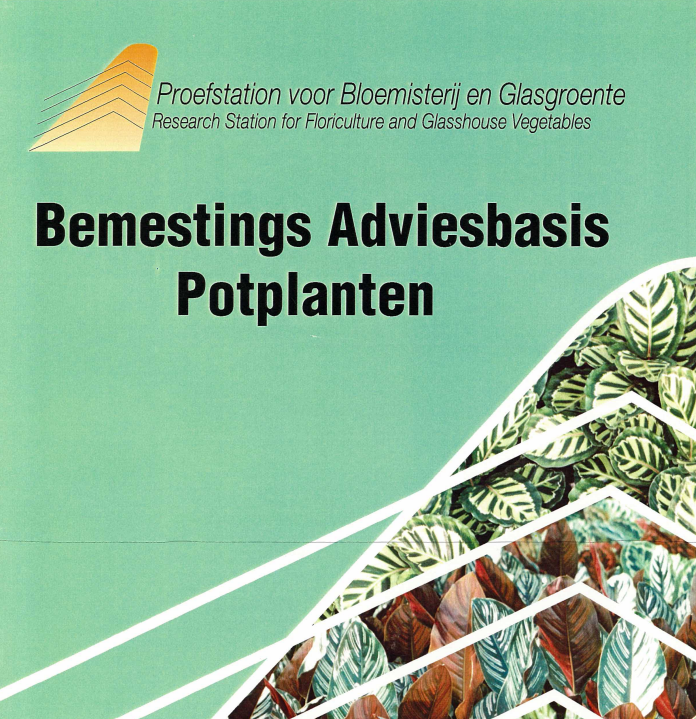 Proefstation voor Bloemisterij en Glasgroente
Research Station for Floriculture and Glasshouse Vegetables
Bemestings Adviesbasis
Potplanten